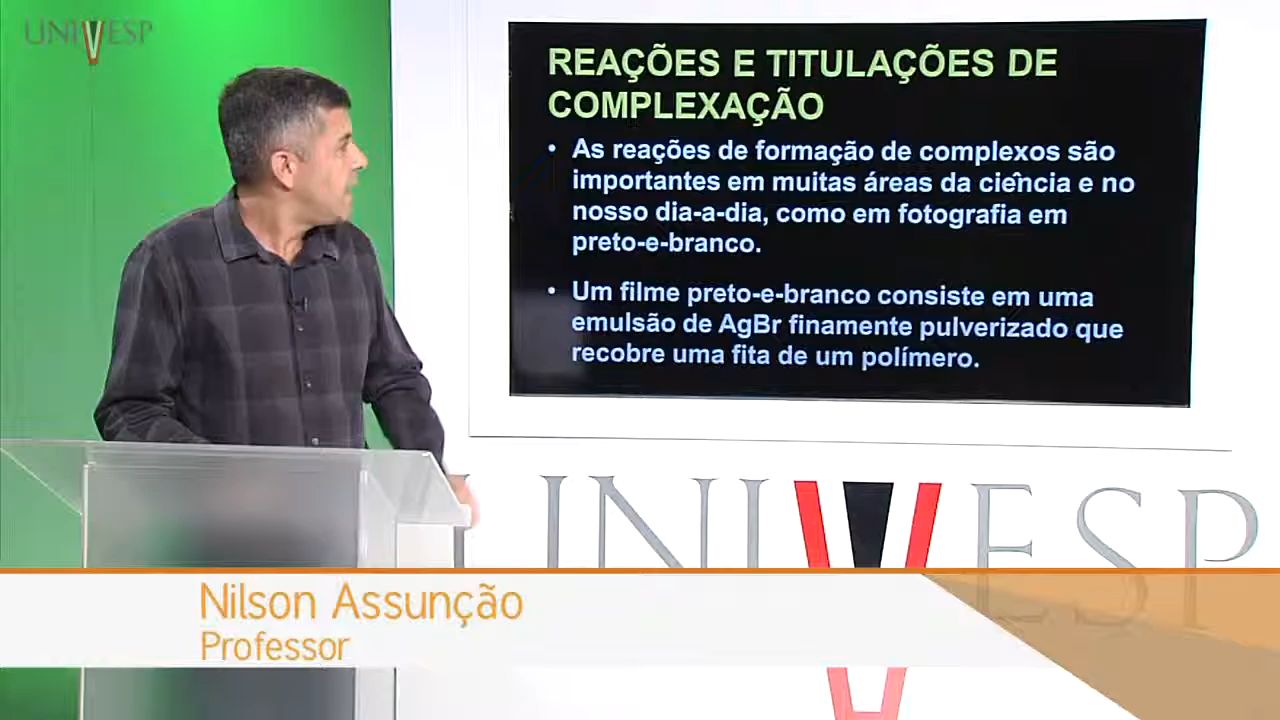 UNIVESP
REAÇÕES E TITULAÇÕES DE
COMPLEXAÇÃO
• As reações de formação de complexos são
importantes em muitas áreas da ciência e no
nosso dia-a-dia, como em fotografia em
preto-e-branco.
• Um filme preto-e-branco consiste em uma
emulsão de AgBr finamente pulverizado que
recobre uma fita de um polímero.
UNIVESP
Nilson Assunção
Professor